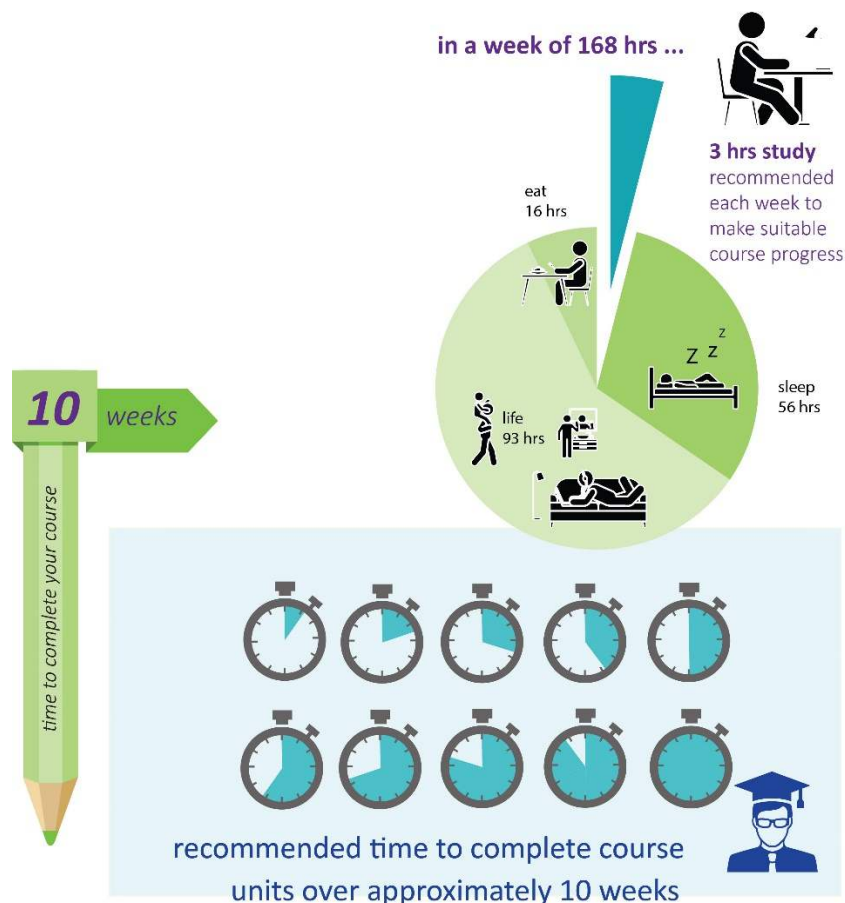 in a week of 168 hrs ...
3 hrs study
recommended
each week to
make suitable
course progress
eat
16 hrs
z
z
Z
sleep
56 hrs
life
93 hrs
10 weeks
time to complete your course
recommended time to complete course
units over approximately 10 weeks